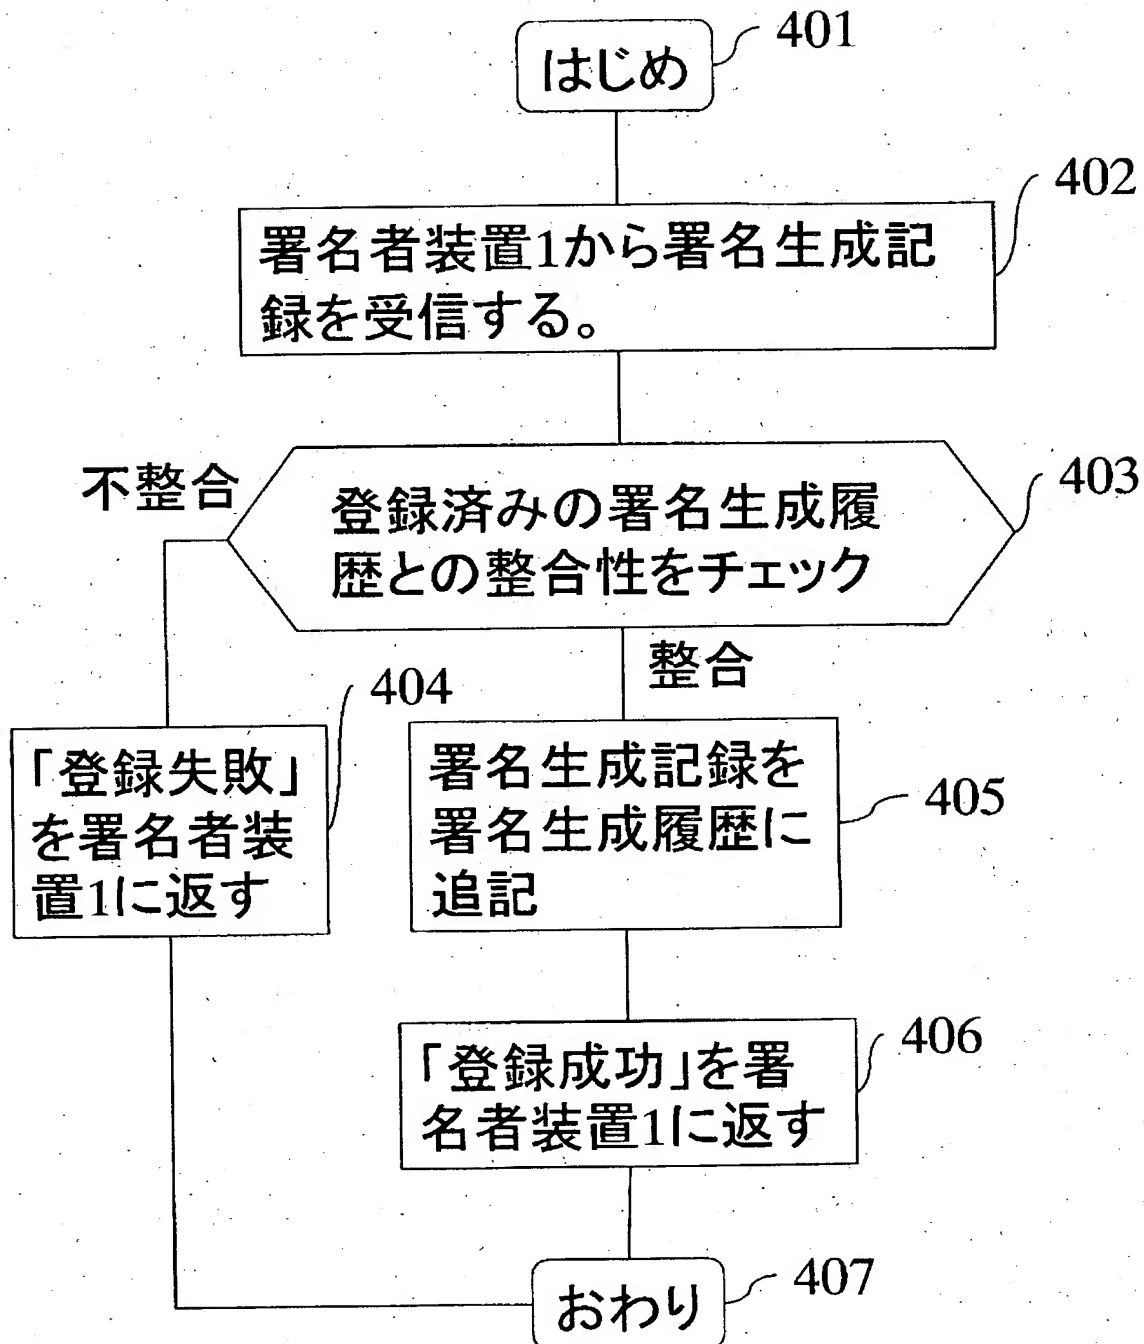 はじめ
401
402
署名者装置1から署名生成記
録を受信する。
不整合
403
登録済みの署名生成履
歴との整合性をチェック
整合
404
「登録失敗」
を署名者装
置1に返す
署名生成記録を
署名生成履歴に
追記
405
406
「登録成功」を署
名者装置1に返す
おわり
407